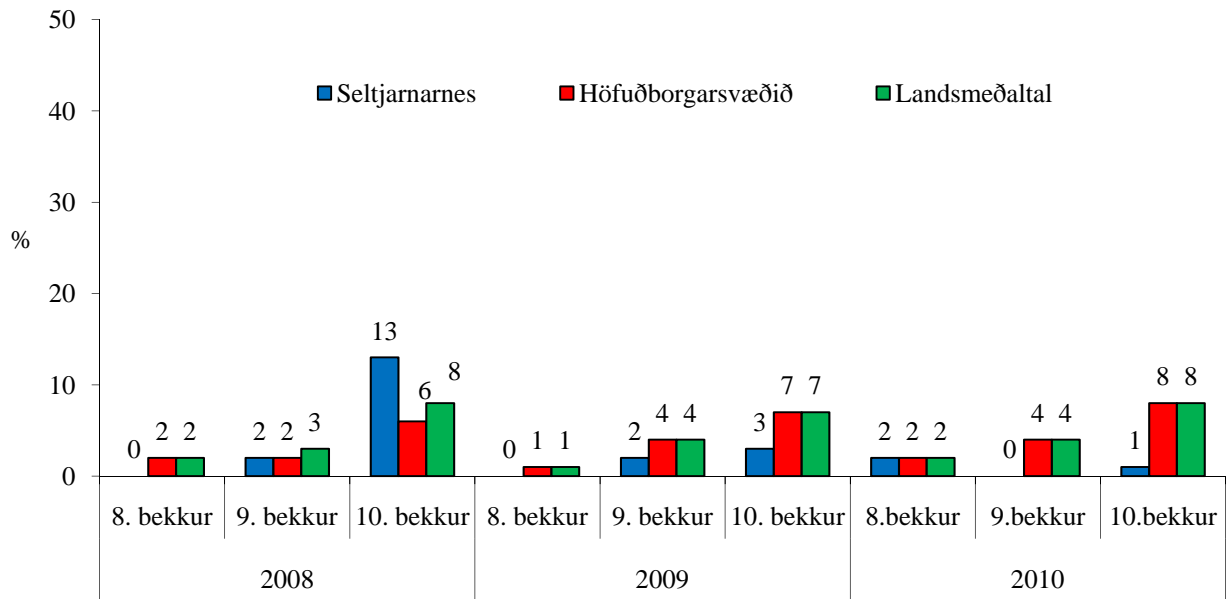 50
Seltjarnarnes Höfuðborgarsvæðið Landsmeðaltal
40
30
%
20
13
10
0 2 2 2 2 3 6 8 0 1 1 2 4 4 3 7 7 2 2 2 0 4 4 1 8 8
0
8. bekkur 9. bekkur 10. bekkur 8. bekkur 9. bekkur 10. bekkur 8.bekkur 9.bekkur 10.bekkur
2008 2009 2010